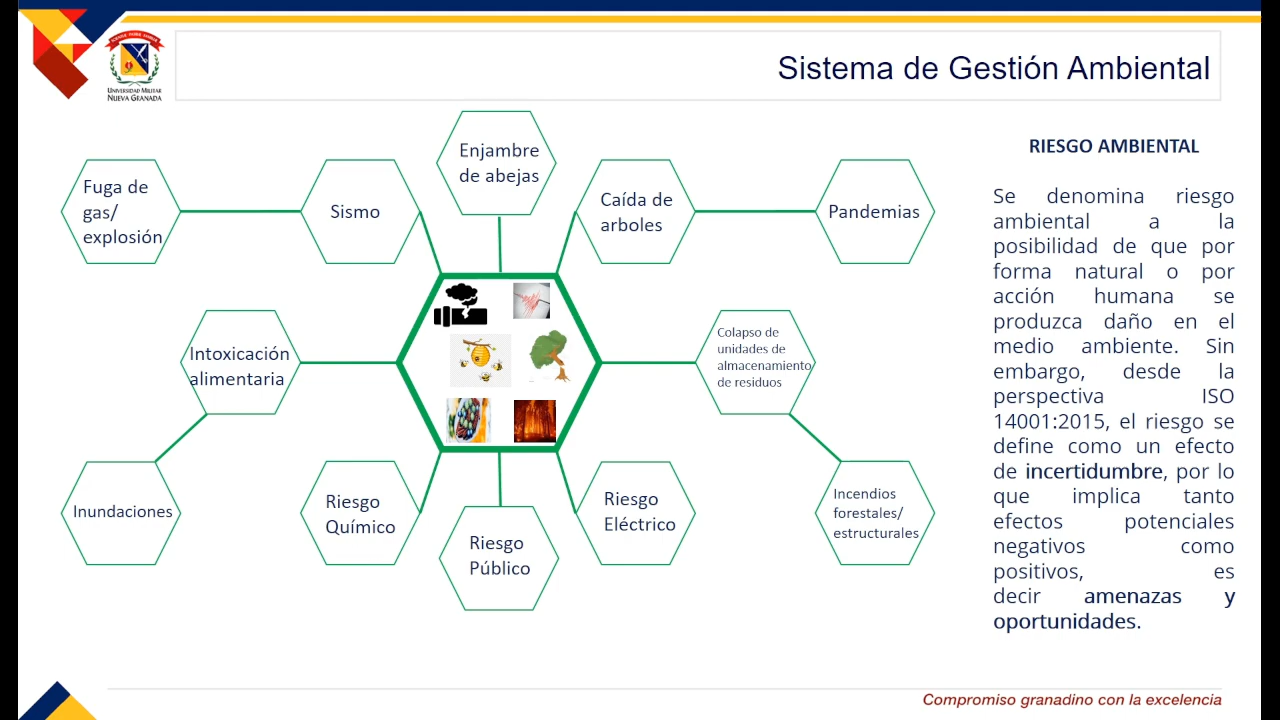 UNIVERSIDAD MILITAR
NUEVA GRANADA
Sistema de Gestión Ambiental
Fuga de
gas/
explosión
Sismo
Enjambre
de abejas
Caída de
arboles
Pandemias
Intoxicación
alimentaria
Colapso de
unidades de
almacenamiento
de residuos
Inundaciones
Riesgo
Químico
Riesgo
Público
Riesgo
Eléctrico
Incendios
forestales/
estructurales
RIESGO AMBIENTAL
Se denomina riesgo
ambiental a la
posibilidad de que por
forma natural o por
acción humana se
produzca daño en el
medio ambiente. Sin
embargo, desde la
perspectiva ISO
14001:2015, el riesgo se
define como un efecto
de incertidumbre, por lo
que implica tanto
efectos potenciales
negativos como
positivos, es
decir amenazas y
oportunidades.
Compromiso granadino con la excelencia